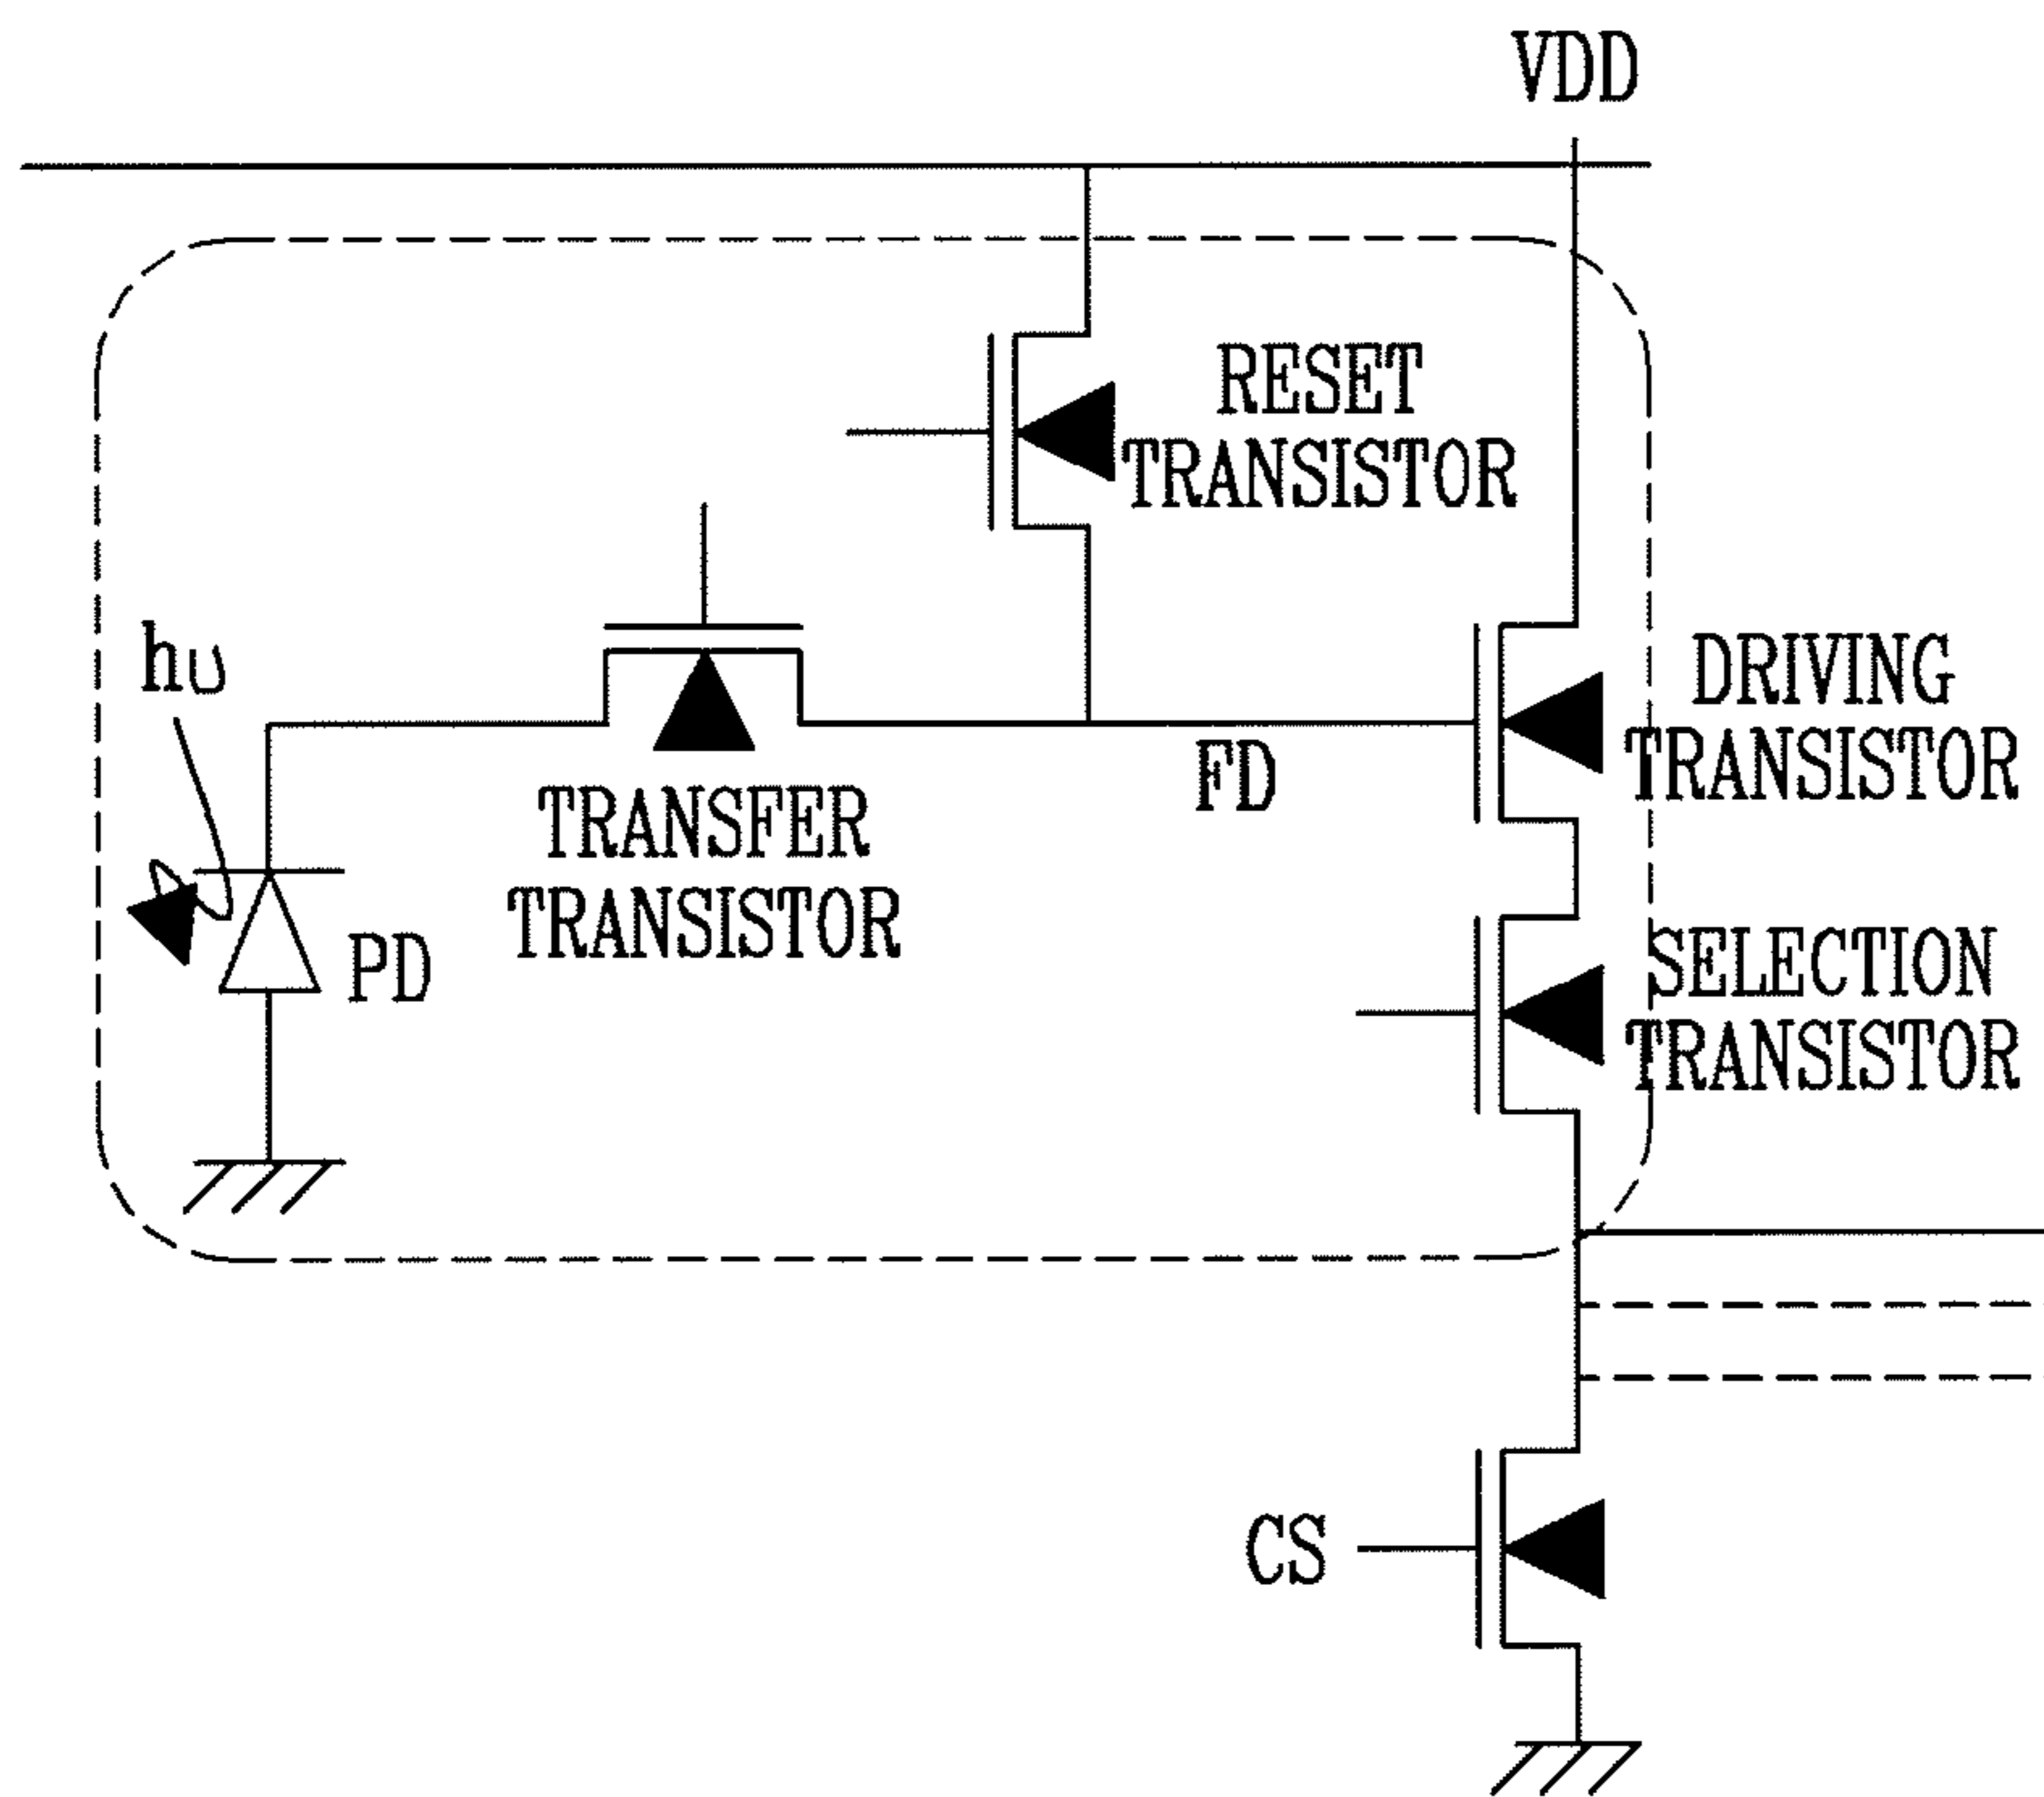 VDD
RESET
TRANSISTOR
hυ
DRIVING
TRANSISTOR
FD
TRANSFER
TRANSISTOR
PD
SELECTION
TRANSISTOR
CS